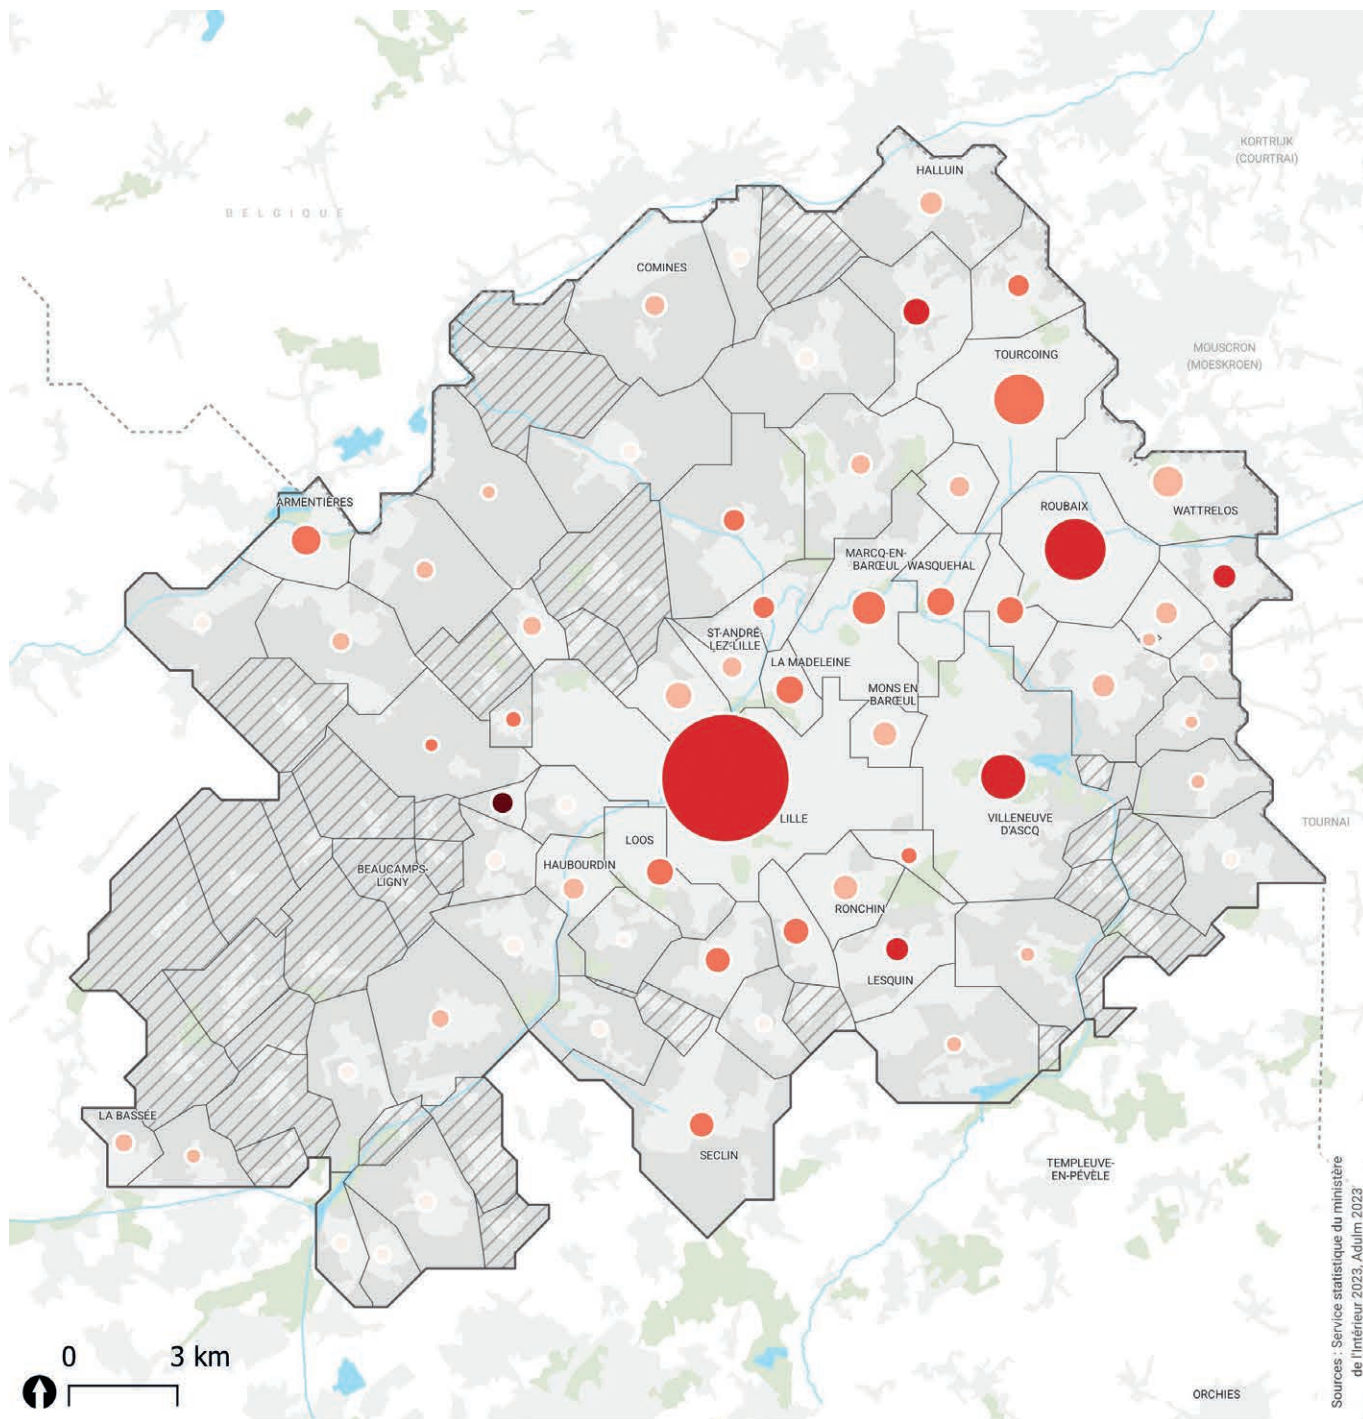 HALLUIN
KORTRIJK
(COURTRAI)
BELGIQUE
COMINES
TOURCOING
MOUSCRON
(MOESKROEN)
ARMENTIÈRES
ROUBAIX
WATTRELOS
MARCQ-EN-
BARŒUL
WASQUEHAL
ST-ANDRÉ-
LEZ-LILLE
LA MADELEINE
MONS EN
BARŒUL
LILLE
VILLENEUVE
D'ASCQ
TOURNAI
LOOS
HAUBOURDIN
BEAUCAMPS-
LIGNY
RONCHIN
LESQUIN
LA BASSÉE
SECLIN
TEMPLEUVE-
EN-PÉVÈLE
ORCHIES
0 3 km
Sources : Service statistique du ministère
de l'Intérieur 2023, Adulm 2023